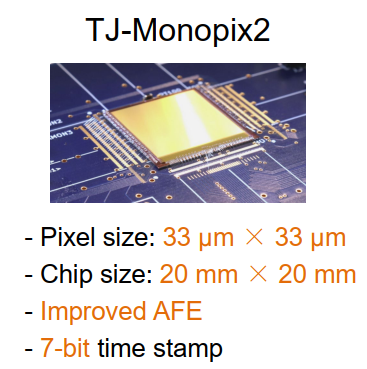 TJ-Monopix2
- Pixel size: 33 μm × 33 μm
- Chip size: 20 mm × 20 mm
- Improved AFE
- 7-bit time stamp